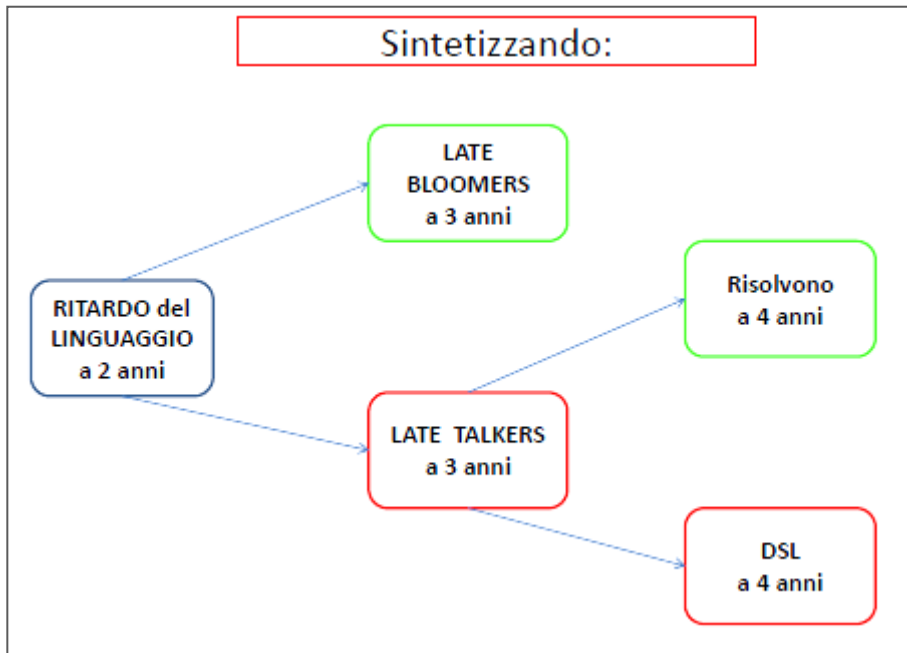 Sintetizzando:
LATE
BLOOMERS
a 3 anni
RITARDO del
LINGUAGGIO
a 2 anni
Risolvono
a 4 anni
LATE TALKERS
a 3 anni
DSL
a 4 anni